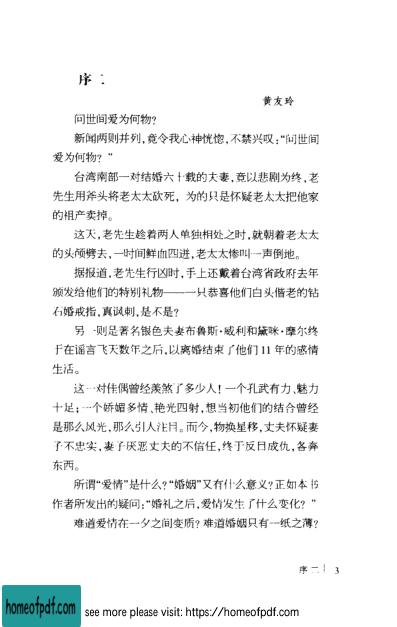 序二
黄友玲
问世间爱为何物?
新闻两则并列,竟令我心神恍惚,不禁兴叹:“问世间
爱为何物?”
台湾南部一对结婚六十载的夫妻,竟以悲剧为终,老
先生用斧头将老太太砍死,为的只是怀疑老太太把他家
的祖产卖掉。
这天,老先生趁着两人单独相处之时,就朝着老太太
的头颅劈去,一时间鲜血四迸,老太太惨叫一声倒地。
据报道,老先生行凶时,手上还戴着台湾省政府去年
颁发给他们的特别礼物——一只恭喜他们白头偕老的钻
石婚戒指,真讽刺,是不是?
另一则是著名银色夫妻布鲁斯·威利和黛咪·摩尔终
于在谣言飞天数年之后,以离婚结束了他们11年的感情
生活。
这一对佳偶曾经羡煞了多少人!一个孔武有力、魅力
十足;一个娇媚多情、艳光四射,想当初他们的结合曾经
是那么风光,那么引人注目。而今,物换星移,丈夫怀疑妻
子不忠实,妻子厌恶丈夫的不信任,终于反目成仇,各奔
东西。
所谓“爱情”是什么?“婚姻”又有什么意义?正如本书
作者所发出的疑问:“婚礼之后,爱情发生了什么变化?”
难道爱情在一夕之间变质?难道婚姻只有一纸之薄?
序二 3
homeofpdf.com see more please visit: https://homeofpdf.com